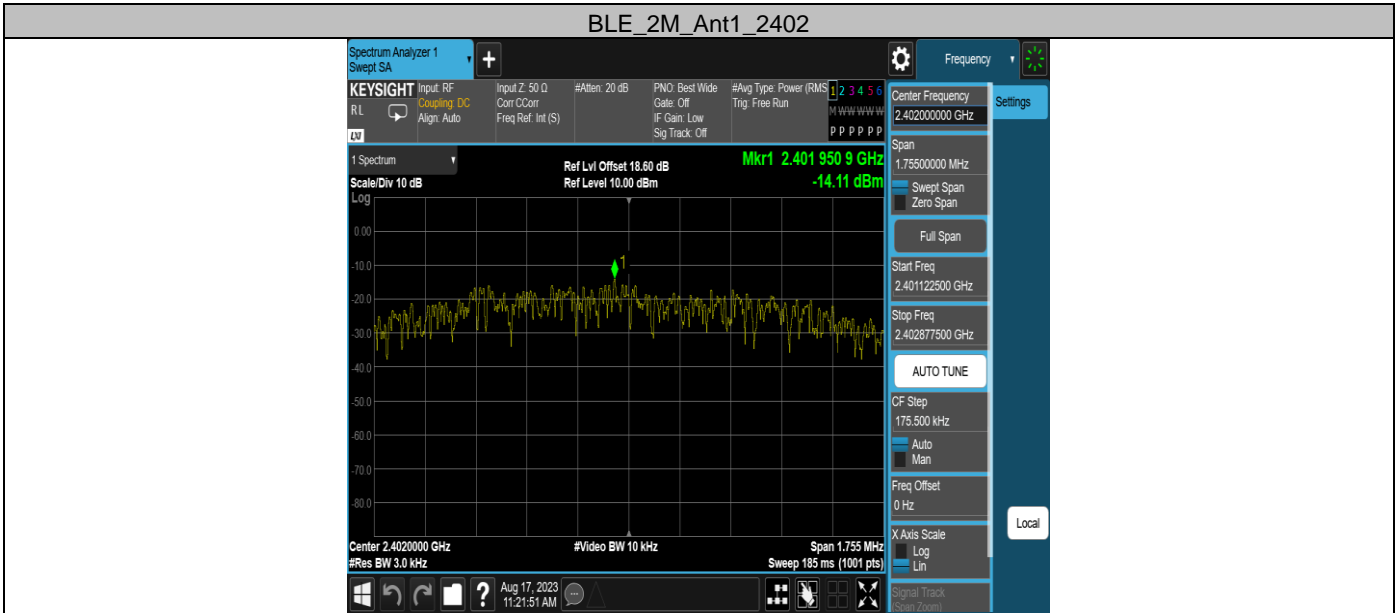 BLE_2M_Ant1_2402
Spectrum Analyzer 1
Swept SA
+
Frequency
KEYSIGHT
RL
LXI
Input: RF
Coupling: DC
Align: Auto
Input Z: 50 Ω
Corr CCorr
Freq Ref: Int (S)
#Atten: 20 dB
PNO: Best Wide
Gate: Off
IF Gain: Low
Sig Track: Off
#Avg Type: Power (RMS
Trig: Free Run
1 2 3 4 5 6
M W W W W W
P P P P P P
Center Frequency
2.402000000 GHz
Settings
Span
1.75500000 MHz
Swept Span
Zero Span
Full Span
Start Freq
2.401122500 GHz
Stop Freq
2.402877500 GHz
AUTO TUNE
CF Step
175.500 kHz
Auto
Man
Freq Offset
0 Hz
X Axis Scale
Log
Lin
Signal Track
(Span Zoom)
Local
1 Spectrum
Scale/Div 10 dB
Log
Ref Lvl Offset 18.60 dB
Ref Level 10.00 dBm
Mkr1 2.401 950 9 GHz
-14.11 dBm
1
0.00
-10.0
-20.0
-30.0
-40.0
-50.0
-60.0
-70.0
-80.0
Center 2.4020000 GHz
#Res BW 3.0 kHz
#Video BW 10 kHz
Span 1.755 MHz
Sweep 185 ms (1001 pts)
?
Aug 17, 2023
11:21:51 AM